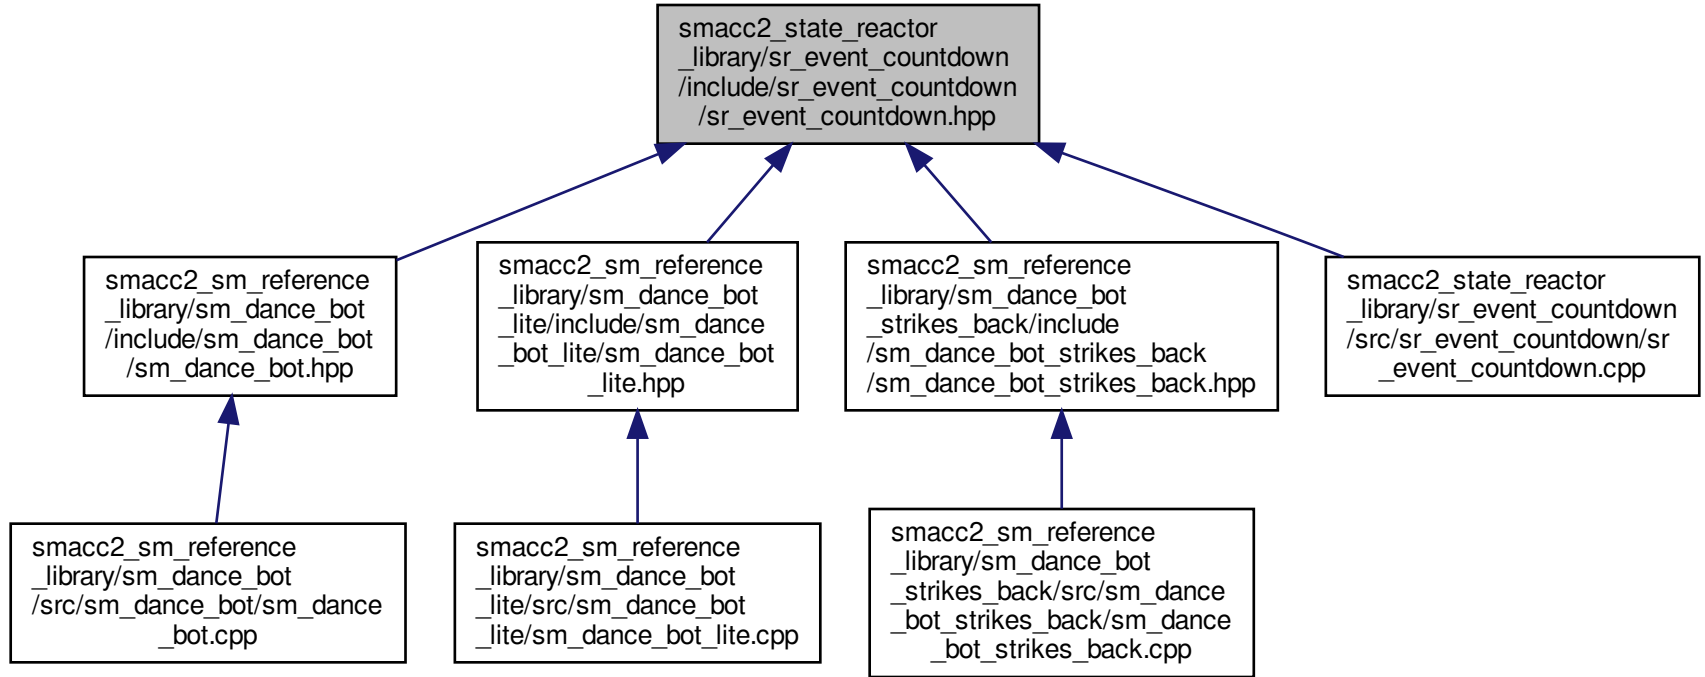 smacc2_state_reactor
_library/sr_event_countdown
/include/sr_event_countdown
/sr_event_countdown.hpp
smacc2_sm_reference
_library/sm_dance_bot
/include/sm_dance_bot
/sm_dance_bot.hpp
smacc2_sm_reference
_library/sm_dance_bot
_lite/include/sm_dance
_bot_lite/sm_dance_bot
_lite.hpp
smacc2_sm_reference
_library/sm_dance_bot
_strikes_back/include
/sm_dance_bot_strikes_back
/sm_dance_bot_strikes_back.hpp
smacc2_state_reactor
_library/sr_event_countdown
/src/sr_event_countdown/sr
_event_countdown.cpp
smacc2_sm_reference
_library/sm_dance_bot
/src/sm_dance_bot/sm_dance
_bot.cpp
smacc2_sm_reference
_library/sm_dance_bot
_lite/src/sm_dance_bot
_lite/sm_dance_bot_lite.cpp
smacc2_sm_reference
_library/sm_dance_bot
_strikes_back/src/sm_dance
_bot_strikes_back/sm_dance
_bot_strikes_back.cpp